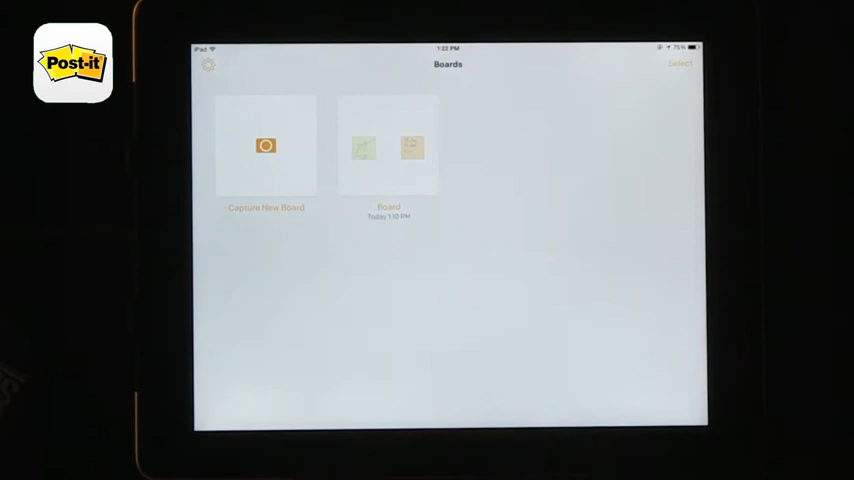 Post-it
iPad 1:22 PM 75%
Boards Select
Capture New Board
Board
Today 1:10 PM